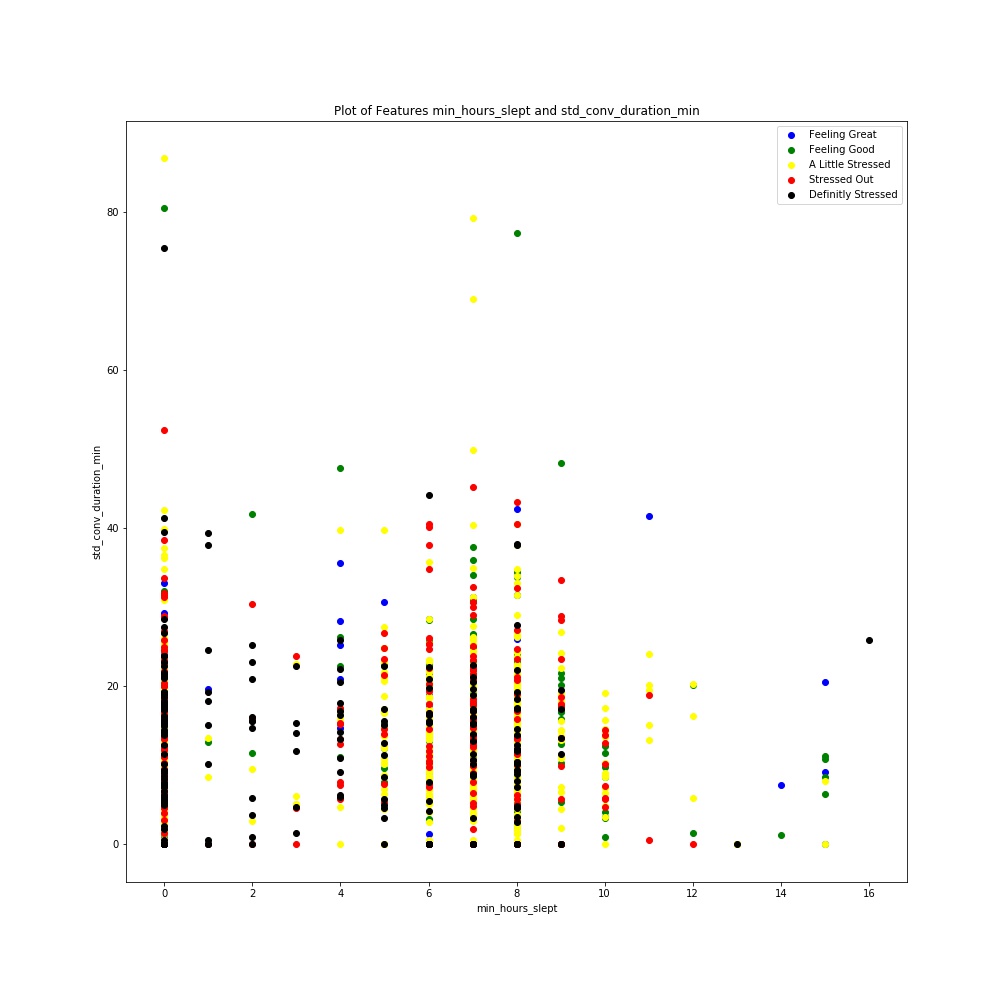 Plot of Features min_hours_slept and std_conv_duration_min
Feeling Great
Feeling Good
A Little Stressed
Stressed Out
Definitly Stressed
80
60
40
20
0
std_conv_duration_min
0 2 4 6 8 10 12 14 16
min_hours_slept